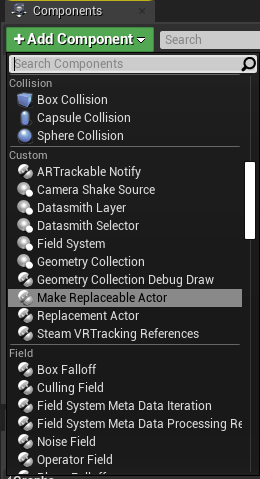 Components
+ Add Component
Search
Search Components
Collision
Box Collision
Capsule Collision
Sphere Collision
Custom
ARTrackable Notify
Camera Shake Source
Datasmith Layer
Datasmith Selector
Field System
Geometry Collection
Geometry Collection Debug Draw
Make Replaceable Actor
Replacement Actor
Steam VRTracking References
Field
Box Falloff
Culling Field
Field System Meta Data Iteration
Field System Meta Data Processing Re
Noise Field
Operator Field